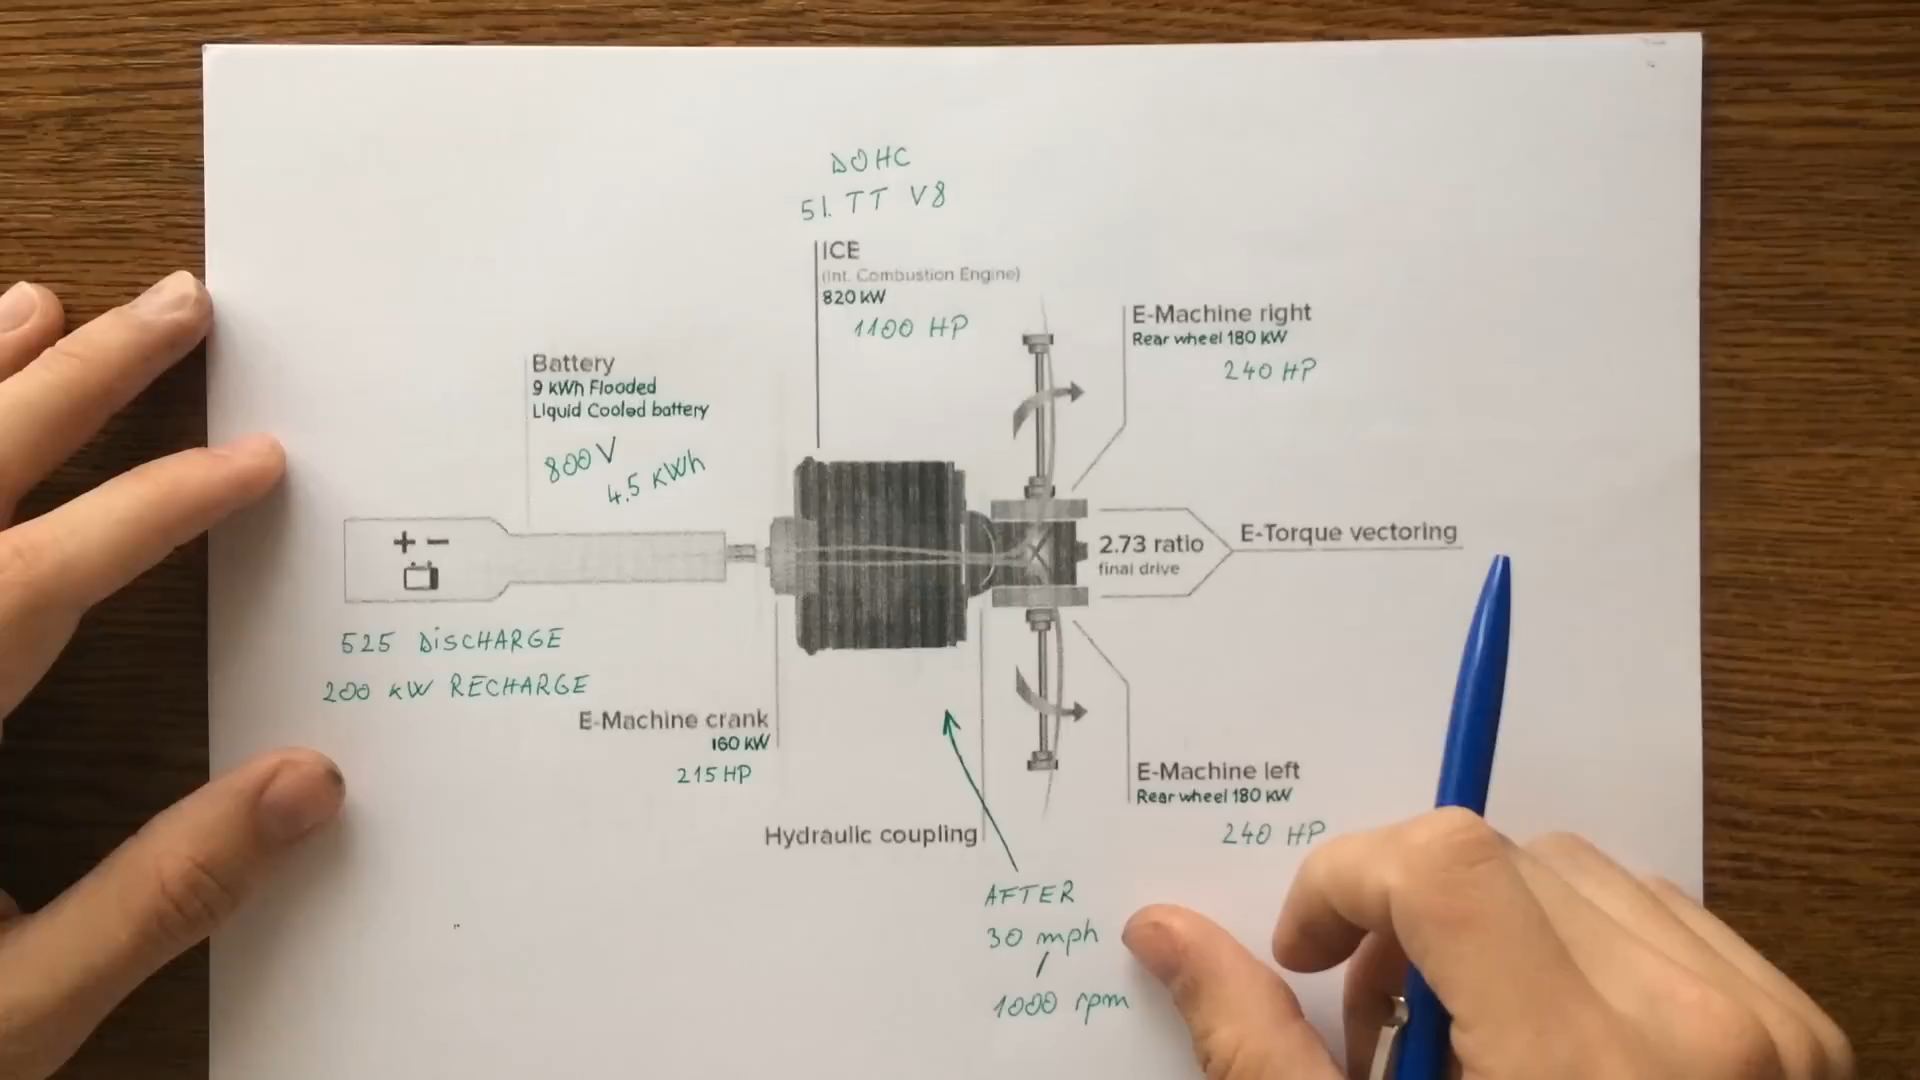 DOHC
5l. TT V8
ICE
(Int. Combustion Engine)
820 kW
1100 HP
E-Machine right
Rear wheel 180 kW
240 HP
Battery
9 kWh Flooded
Liquid Cooled battery
800V
4.5 KWh
+ −
2.73 ratio
final drive
E-Torque vectoring
525 DiSCHARGE
200 kW RECHARGE
E-Machine crank
160 kW
215 HP
Hydraulic coupling
E-Machine left
Rear wheel 180 kW
240 HP
AFTER
30 mph
/
1000 rpm